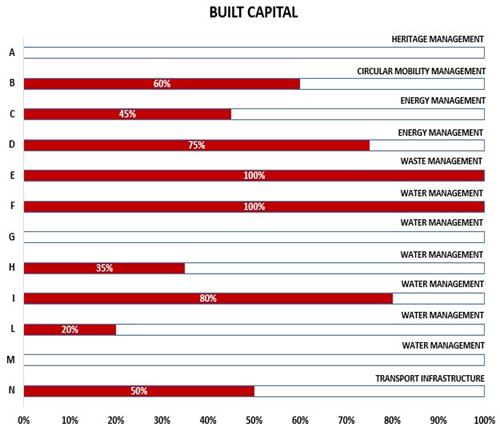 BUILT CAPITAL
HERITAGE MANAGEMENT
A
CIRCULAR MOBILITY MANAGEMENT
B 60%
ENERGY MANAGEMENT
C 45%
ENERGY MANAGEMENT
D 75%
WASTE MANAGEMENT
E 100%
WATER MANAGEMENT
F 100%
WATER MANAGEMENT
G
WATER MANAGEMENT
H 35%
WATER MANAGEMENT
I 80%
WATER MANAGEMENT
L 20%
WATER MANAGEMENT
M
TRANSPORT INFRASTRUCTURE
N 50%
0% 10% 20% 30% 40% 50% 60% 70% 80% 90% 100%